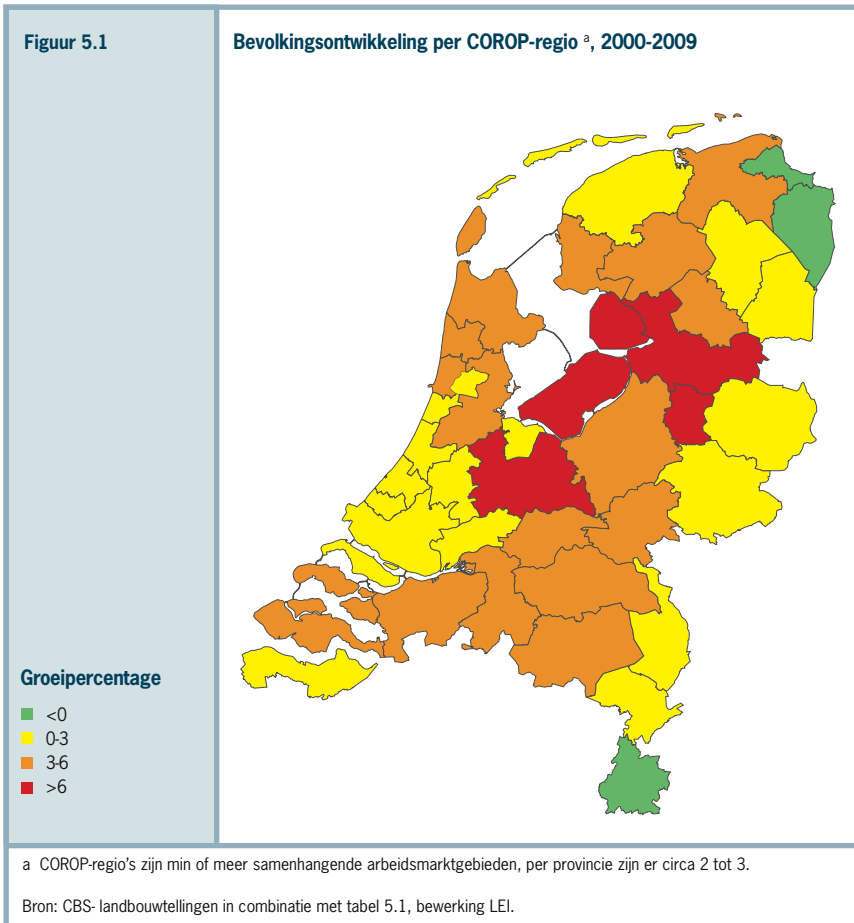 Figuur 5.1
Bevolkingsontwikkeling per COROP-regio ᵃ, 2000-2009
Groeipercentage
<0
0-3
3-6
>6
a COROP-regio's zijn min of meer samenhangende arbeidsmarktgebieden, per provincie zijn er circa 2 tot 3.
Bron: CBS- landbouwtellingen in combinatie met tabel 5.1, bewerking LEI.